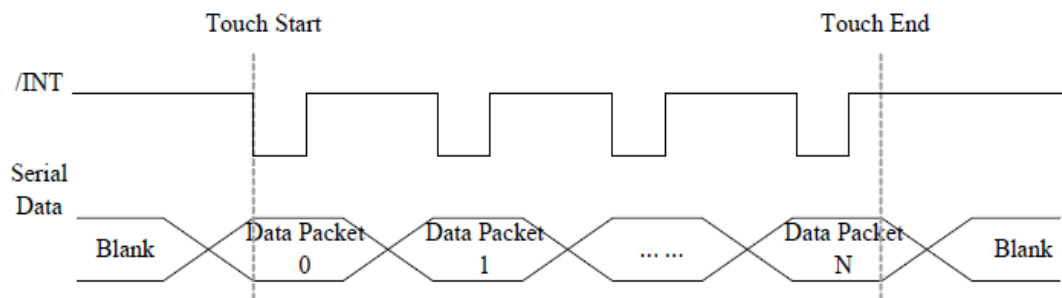 Touch Start
Touch End
/INT
Serial
Data
Blank
Data Packet
0
Data Packet
1
... ...
Data Packet
N
Blank